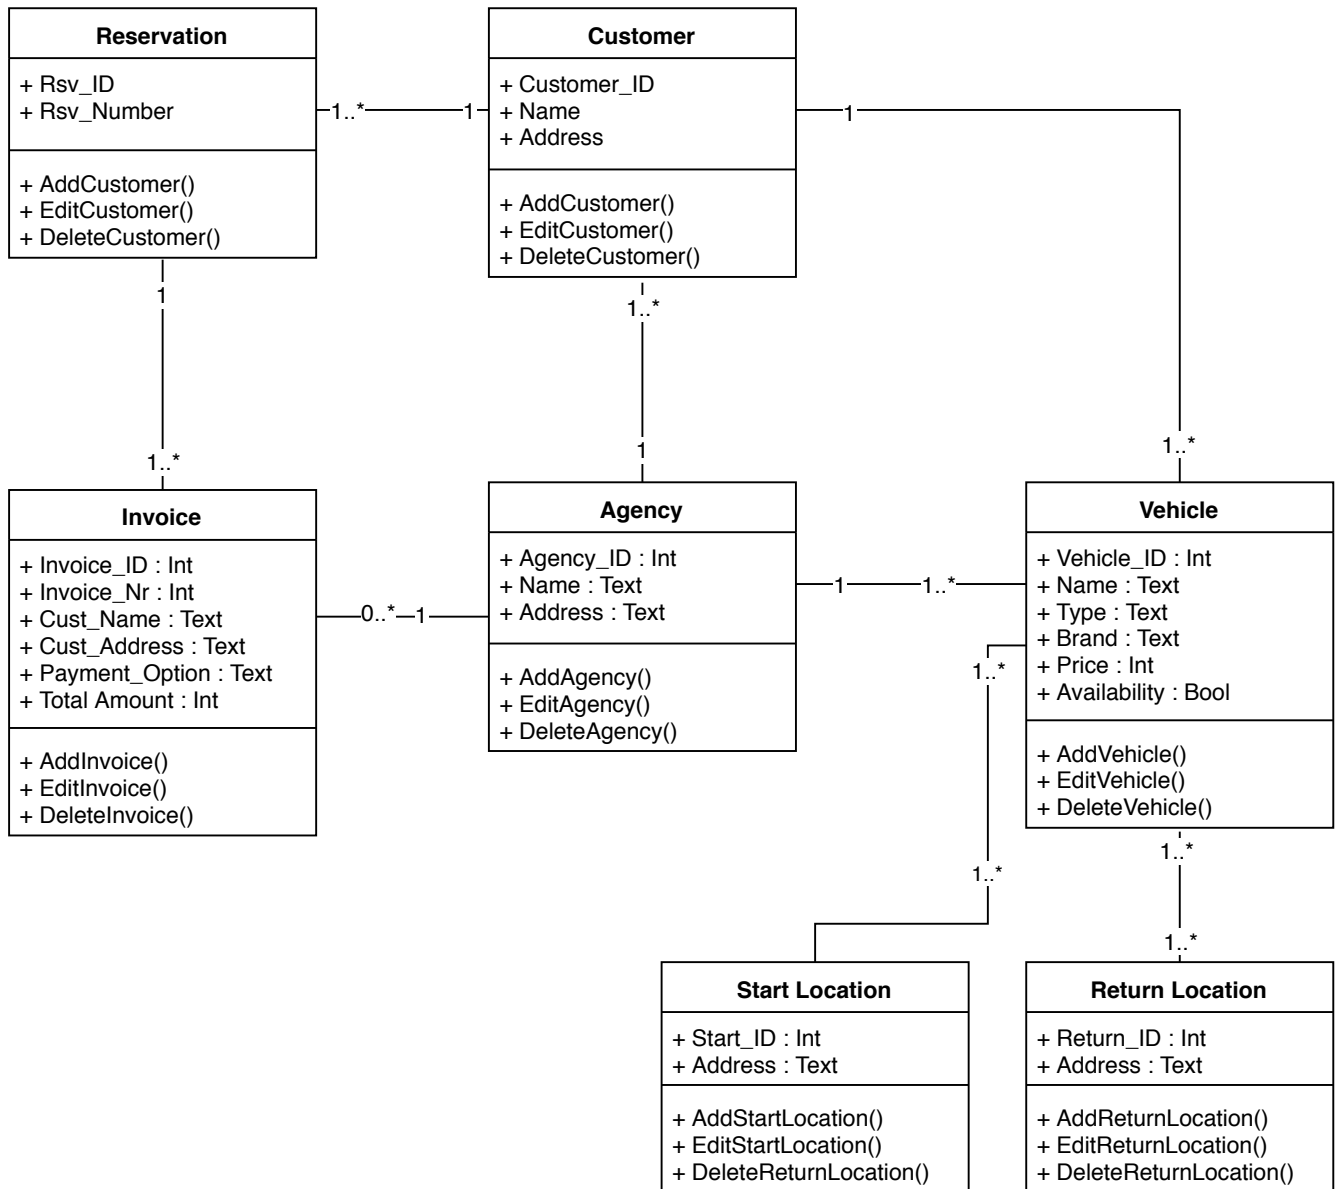 Reservation
+ Rsv_ID
+ Rsv_Number
+ AddCustomer()
+ EditCustomer()
+ DeleteCustomer()
1..*
1
Customer
+ Customer_ID
+ Name
+ Address
+ AddCustomer()
+ EditCustomer()
+ DeleteCustomer()
1
1..*
1
1..*
1..*
1
Invoice
+ Invoice_ID : Int
+ Invoice_Nr : Int
+ Cust_Name : Text
+ Cust_Address : Text
+ Payment_Option : Text
+ Total Amount : Int
+ AddInvoice()
+ EditInvoice()
+ DeleteInvoice()
0..*
1
Agency
+ Agency_ID : Int
+ Name : Text
+ Address : Text
+ AddAgency()
+ EditAgency()
+ DeleteAgency()
1
1..*
Vehicle
+ Vehicle_ID : Int
+ Name : Text
+ Type : Text
+ Brand : Text
+ Price : Int
+ Availability : Bool
+ AddVehicle()
+ EditVehicle()
+ DeleteVehicle()
1..*
1..*
1..*
1..*
Start Location
+ Start_ID : Int
+ Address : Text
+ AddStartLocation()
+ EditStartLocation()
+ DeleteReturnLocation()
Return Location
+ Return_ID : Int
+ Address : Text
+ AddReturnLocation()
+ EditReturnLocation()
+ DeleteReturnLocation()